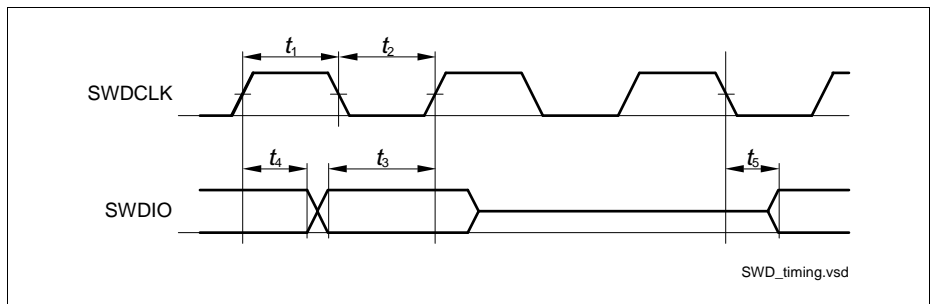 t1
t2
SWDCLK
t4
t3
t5
SWDIO
SWD_timing.vsd